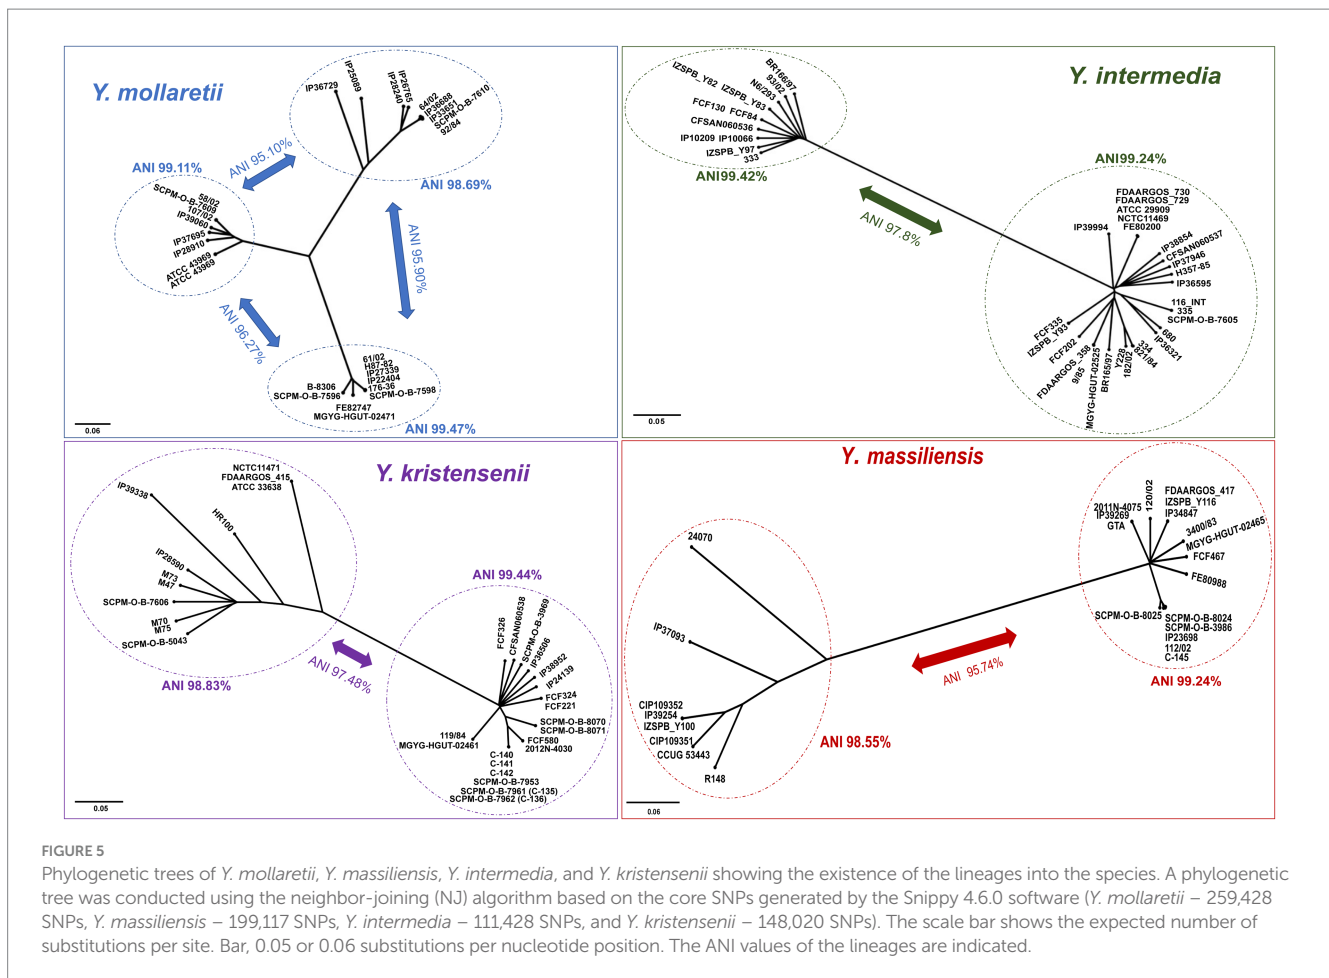 Y. mollaretii
IP36729
IP25089
IP28240
IP26765
64/02
IP36688
IP33651
SCPM-O-B-7610
92/84
ANI 98.69%
ANI 95.10%
ANI 99.11%
58/02
SCPM-O-B-7609
107/02
IP39060
IP37695
IP28910
ATCC 43969
ATCC 43969
ANI 95.90%
ANI 96.27%
61/02
H87-82
IP27339
IP22404
176-36
SCPM-O-B-7598
B-8306
SCPM-O-B-7596
FE82747
MGYG-HGUT-02471
ANI 99.47%
0.06
Y. intermedia
BR166/97
93/02
N6/293
IZSPB_Y83
IZSPB_Y82
FCF130 FCF84
CFSAN060536
IP10209 IP10066
IZSPB_Y97
333
ANI99.42%
ANI 97.8%
ANI99.24%
FDAARGOS_730
FDAARGOS_729
ATCC 29909
NCTC11469
FE80200
IP39994
IP38854
CFSAN060537
IP37946
H357-85
IP36595
116_INT
335
SCPM-O-B-7605
680
IP36321
334
821/84
Y228
182/02
BR165/97
MGYG-HGUT-02525
9/85
FDAARGOS_358
FCF202
IZSPB_Y93
FCF335
0.05
Y. kristensenii
NCTC11471
FDAARGOS_415
ATCC 33638
IP39338
HR100
IP28590
M73
M47
SCPM-O-B-7606
M70
M75
SCPM-O-B-5043
ANI 98.83%
ANI 97.48%
ANI 99.44%
FCF326
CFSAN060538
SCPM-O-B-3969
IP36506
IP38952
IP24139
FCF324
FCF221
SCPM-O-B-8070
SCPM-O-B-8071
FCF580
2012N-4030
119/84
MGYG-HGUT-02461
C-140
C-141
C-142
SCPM-O-B-7953
SCPM-O-B-7961 (C-135)
SCPM-O-B-7962 (C-136)
0.05
Y. massiliensis
24070
IP37093
CIP109352
IP39254
IZSPB_Y100
CIP109351
CCUG 53443
R148
ANI 98.55%
ANI 95.74%
2011N-4075
IP39269
GTA
120/02
FDAARGOS_417
IZSPB_Y116
IP34847
3400/83
MGYG-HGUT-02465
FCF467
FE80988
SCPM-O-B-8025
SCPM-O-B-8024
SCPM-O-B-3986
IP23698
112/02
C-145
ANI 99.24%
0.06
FIGURE 5
Phylogenetic trees of Y. mollaretii, Y. massiliensis, Y. intermedia, and Y. kristensenii showing the existence of the lineages into the species. A phylogenetic
tree was conducted using the neighbor-joining (NJ) algorithm based on the core SNPs generated by the Snippy 4.6.0 software (Y. mollaretii – 259,428
SNPs, Y. massiliensis – 199,117 SNPs, Y. intermedia – 111,428 SNPs, and Y. kristensenii – 148,020 SNPs). The scale bar shows the expected number of
substitutions per site. Bar, 0.05 or 0.06 substitutions per nucleotide position. The ANI values of the lineages are indicated.